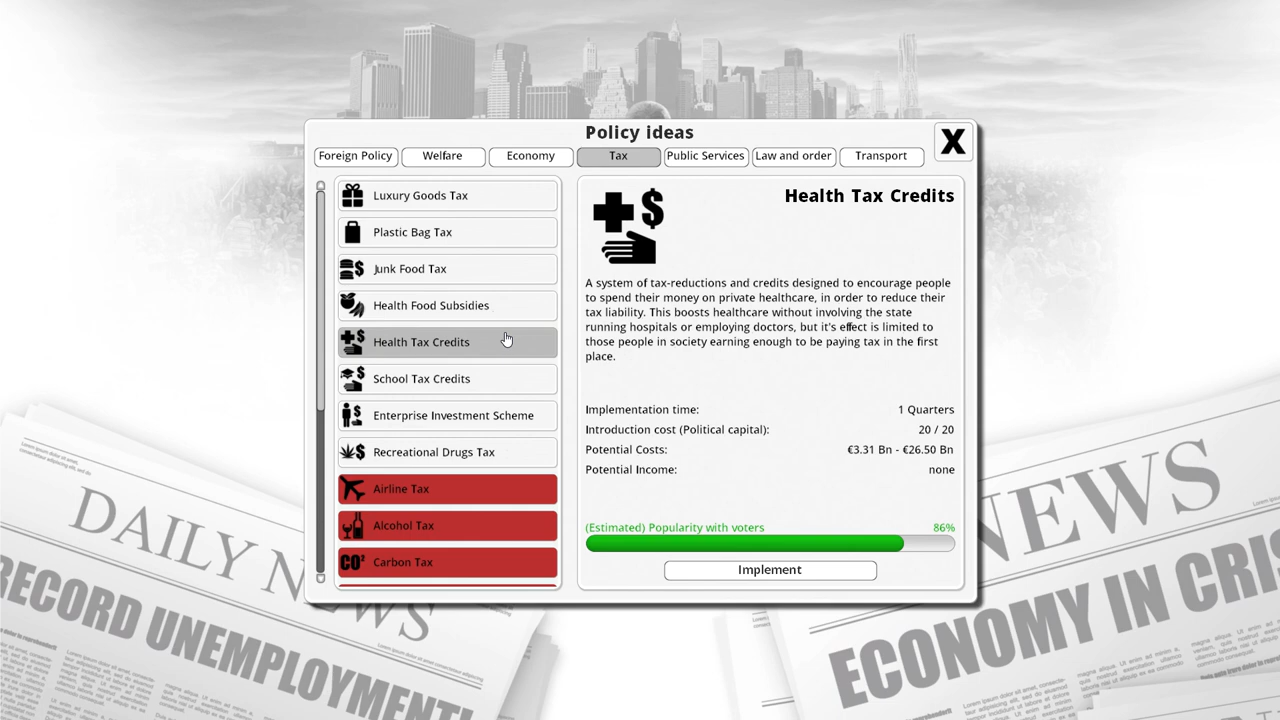 Policy ideas
X
Foreign Policy
Welfare
Economy
Tax
Public Services
Law and order
Transport
Luxury Goods Tax
Plastic Bag Tax
Junk Food Tax
Health Food Subsidies
Health Tax Credits
School Tax Credits
Enterprise Investment Scheme
Recreational Drugs Tax
Airline Tax
Alcohol Tax
CO² Carbon Tax
Health Tax Credits
A system of tax-reductions and credits designed to encourage people
to spend their money on private healthcare, in order to reduce their
tax liability. This boosts healthcare without involving the state
running hospitals or employing doctors, but it's effect is limited to
those people in society earning enough to be paying tax in the first
place.
Implementation time: 1 Quarters
Introduction cost (Political capital): 20 / 20
Potential Costs: €3.31 Bn - €26.50 Bn
Potential Income: none
(Estimated) Popularity with voters 86%
Implement
DAILY NEWS
RECORD UNEMPLOYMENT!
NEWS
ECONOMY IN CRIS